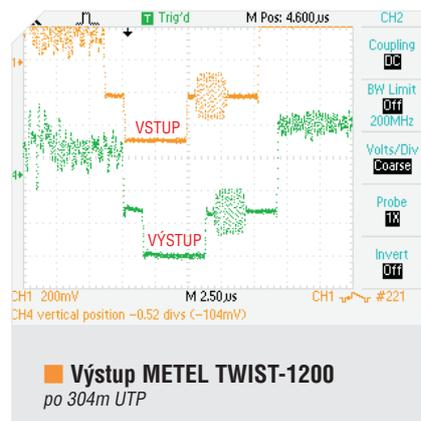 T Trig'd M Pos: 4.600µs CH2
Coupling
DC
BW Limit
Off
200MHz
Volts/Div
Coarse
Probe
1X
Invert
Off
1
4
VSTUP
VÝSTUP
CH1 200mV M 2.50µs CH1 #221
CH4 vertical position -0.52 divs (-104mV)
Výstup METEL TWIST-1200
po 304m UTP